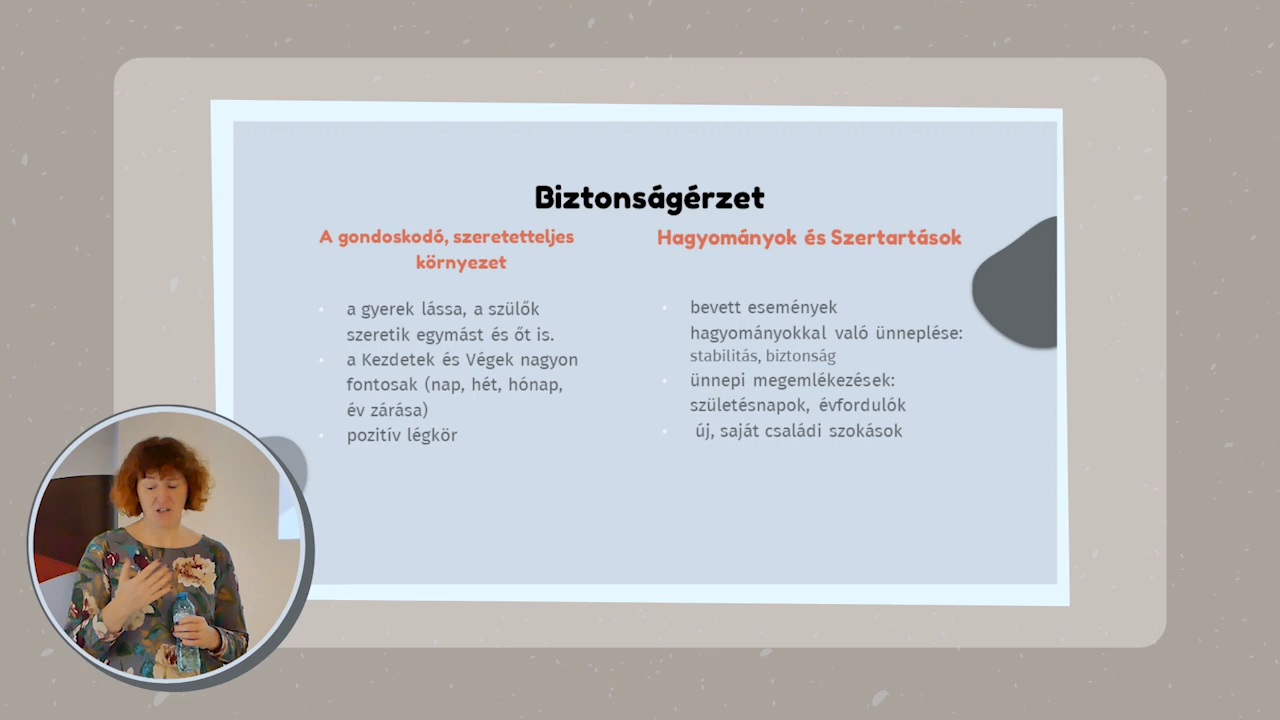 Biztonságérzet
A gondoskodó, szeretetteljes
környezet
a gyerek lássa, a szülők
szeretik egymást és őt is.
a Kezdetek és Végek nagyon
fontosak (nap, hét, hónap,
év zárása)
pozitív légkör
Hagyományok és Szertartások
bevett események
hagyományokkal való ünneplése:
stabilitás, biztonság
ünnepi megemlékezések:
születésnapok, évfordulók
új, saját családi szokások